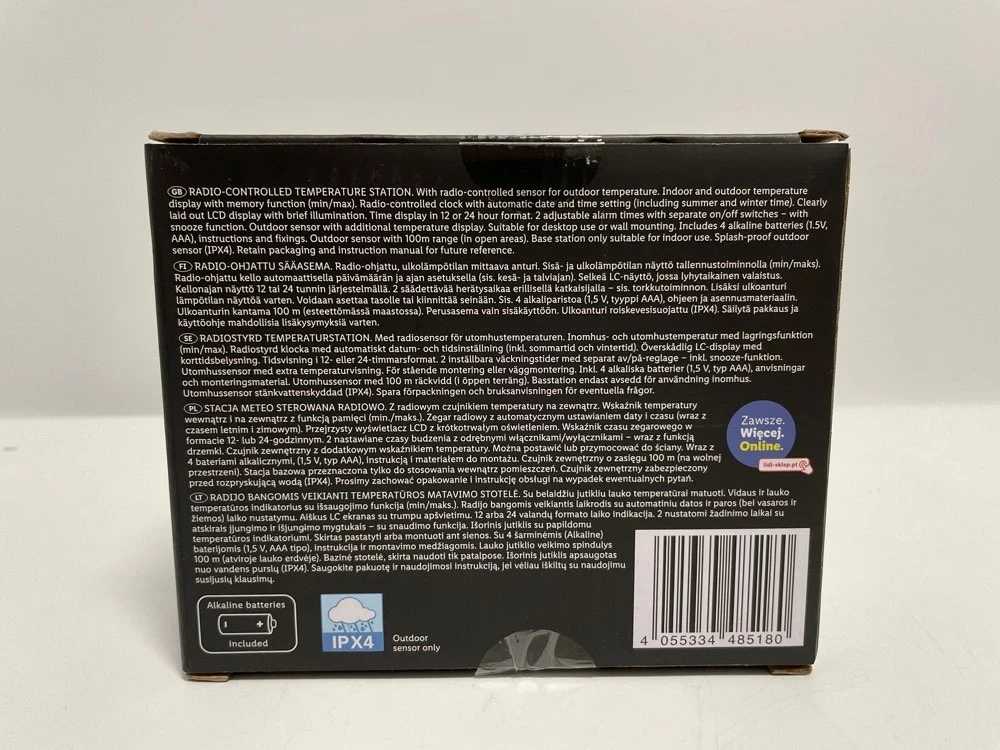 GB RADIO-CONTROLLED TEMPERATURE STATION. With radio-controlled sensor for outdoor temperature. Indoor and outdoor temperature
display with memory function (min/max). Radio-controlled clock with automatic date and time setting (including summer and winter time). Clearly
laid out LCD display with brief illumination. Time display in 12 or 24 hour format. 2 adjustable alarm times with separate on/off switches – with
snooze function. Outdoor sensor with additional temperature display. Suitable for desktop use or wall mounting. Includes 4 alkaline batteries (1.5V,
AAA), instructions and fixings. Outdoor sensor with 100m range (in open areas). Base station only suitable for indoor use. Splash-proof outdoor
sensor (IPX4). Retain packaging and instruction manual for future reference.
FI RADIO-OHJATTU SÄÄASEMA. Radio-ohjattu, ulkolämpötilan mittaava anturi. Sisä- ja ulkolämpötilan näyttö tallennustoiminnolla (min/maks).
Radio-ohjattu kello automaattisella päivämäärän ja ajan asetuksella (sis. kesä- ja talviajan). Selkeä LC-näyttö, jossa lyhytaikainen valaistus.
Kellonajan näyttö 12 tai 24 tunnin järjestelmällä. 2 säädettävää herätysaikaa erillisellä katkaisijalla – sis. torkkutoiminnon. Lisäksi ulkoanturi
lämpötilan näyttöä varten. Voidaan asettaa tasolle tai kiinnittää seinään. Sis. 4 alkaliparistoa (1,5 V, tyyppi AAA), ohjeen ja asennusmateriaalin.
Ulkoanturin kantama 100 m (esteettömässä maastossa). Perusasema vain sisäkäyttöön. Ulkoanturi roiskevesisuojattu (IPX4). Säilytä pakkaus ja
käyttöohje mahdollisia lisäkysymyksiä varten.
SE RADIOSTYRD TEMPERATURSTATION. Med radiosensor för utomhustemperaturen. Inomhus- och utomhustemperatur med lagringsfunktion
(min/max). Radiostyrd klocka med automatiskt datum- och tidsinställning (inkl. sommartid och vintertid). Överskådlig LC-display med
korttidsbelysning. Tidsvisning i 12- eller 24-timmarsformat. 2 inställbara väckningstider med separat av/på-reglage – inkl. snooze-funktion.
Utomhussensor med extra temperaturvisning. För stående montering eller väggmontering. Inkl. 4 alkaliska batterier (1,5 V, typ AAA), anvisningar
och monteringsmaterial. Utomhussensor med 100 m räckvidd (i öppen terräng). Basstation endast avsedd för användning inomhus.
Utomhussensor stänkvattenskyddad (IPX4). Spara förpackningen och bruksanvisningen för eventuella frågor.
PL STACJA METEO STEROWANA RADIOWO. Z radiowym czujnikiem temperatury na zewnątrz. Wskaźnik temperatury
wewnątrz i na zewnątrz z funkcją pamięci (min./maks.). Zegar radiowy z automatycznym ustawianiem daty i czasu (wraz z
czasem letnim i zimowym). Przejrzysty wyświetlacz LCD z krótkotrwałym oświetleniem. Wskaźnik czasu zegarowego w
formacie 12- lub 24-godzinnym. 2 nastawiane czasy budzenia z odrębnymi włącznikami/wyłącznikami – wraz z funkcją
drzemki. Czujnik zewnętrzny z dodatkowym wskaźnikiem temperatury. Można postawić lub przymocować do ściany. Wraz z
4 bateriami alkalicznymi, (1,5 V, typ AAA), instrukcją i materiałem do montażu. Czujnik zewnętrzny o zasięgu 100 m (na wolnej
przestrzeni). Stacja bazowa przeznaczona tylko do stosowania wewnątrz pomieszczeń. Czujnik zewnętrzny zabezpieczony
przed rozpryskującą wodą (IPX4). Prosimy zachować opakowanie i instrukcję obsługi na wypadek ewentualnych pytań.
Zawsze.
Więcej.
Online.
lidl-sklep.pl
LT RADIJO BANGOMIS VEIKIANTI TEMPERATŪROS MATAVIMO STOTELĖ. Su belaidžiu jutikliu lauko temperatūrai matuoti. Vidaus ir lauko
temperatūros indikatorius su išsaugojimo funkcija (min./maks.). Radijo bangomis veikiantis laikrodis su automatiniu datos ir paros (bei vasaros ir
žiemos) laiko nustatymu. Aiškus LC ekranas su trumpu apšvietimu. 12 arba 24 valandų formato laiko indikacija. 2 nustatomi žadinimo laikai su
atskirais įjungimo ir išjungimo mygtukais – su snaudimo funkcija. Išorinis jutiklis su papildomu
temperatūros indikatoriumi. Skirtas pastatyti arba montuoti ant sienos. Su 4 šarminėmis (Alkaline)
baterijomis (1,5 V, AAA tipo), instrukcija ir montavimo medžiagomis. Lauko jutiklio veikimo spindulys
100 m (atviroje lauko erdvėje). Bazinė stotelė, skirta naudoti tik patalpose. Išorinis jutiklis apsaugotas
nuo vandens purslų (IPX4). Saugokite pakuotę ir naudojimosi instrukciją, jei vėliau iškiltų su naudojimu
susijusių klausimų.
Alkaline batteries
included
IPX4
Outdoor
sensor only
4 055334 485180